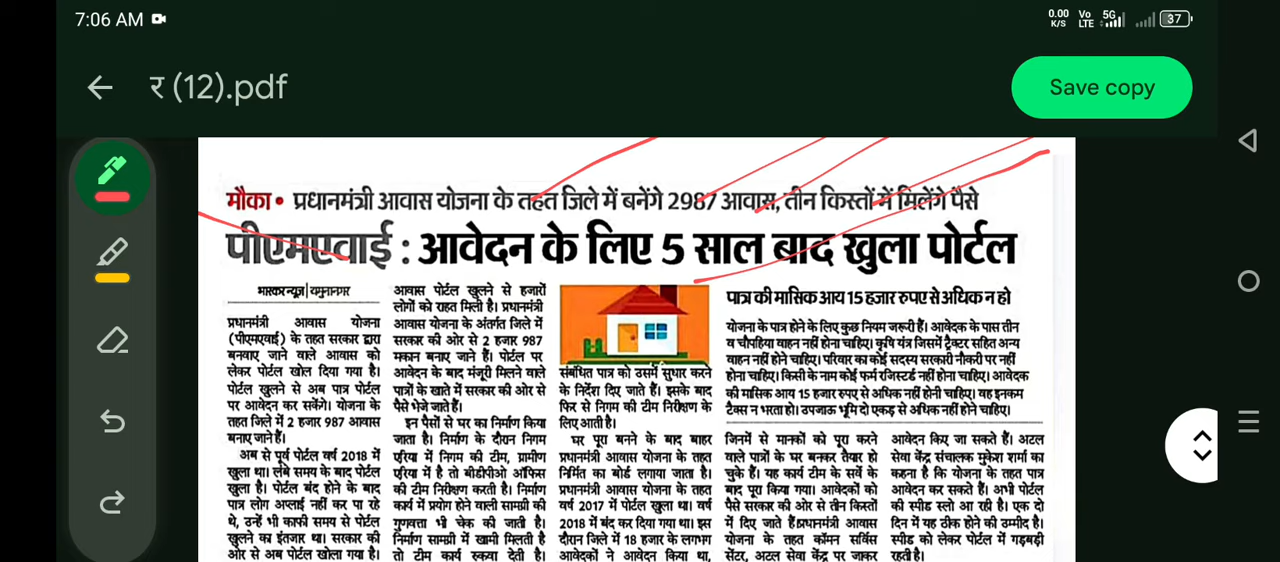 7:06 AM
0.00 K/S Vo LTE 5G 37
र (12).pdf
Save copy
मौका • प्रधानमंत्री आवास योजना के तहत जिले में बनेंगे 2987 आवास, तीन किस्तों में मिलेंगे पैसे
पीएमएवाई : आवेदन के लिए 5 साल बाद खुला पोर्टल
भास्कर न्यूज | यमुनानगर
प्रधानमंत्री आवास योजना
(पीएमएवाई) के तहत सरकार द्वारा
बनवाए जाने वाले आवास को
लेकर पोर्टल खोल दिया गया है।
पोर्टल खुलने से अब पात्र पोर्टल
पर आवेदन कर सकेंगे। योजना के
तहत जिले में 2 हजार 987 आवास
बनाए जाने हैं।
अब से पूर्व पोर्टल वर्ष 2018 में
खुला था। लंबे समय के बाद पोर्टल
खुला है। पोर्टल बंद होने के बाद
पात्र लोग अप्लाई नहीं कर पा रहे
थे, उन्हें भी काफी समय से पोर्टल
खुलने का इंतजार था। सरकार की
ओर से अब पोर्टल खोला गया है।
आवास पोर्टल खुलने से हजारों
लोगों को राहत मिली है। प्रधानमंत्री
आवास योजना के अंतर्गत जिले में
सरकार की ओर से 2 हजार 987
मकान बनाए जाने हैं। पोर्टल पर
आवेदन के बाद मंजूरी मिलने वाले
पात्रों के खाते में सरकार की ओर से
पैसे भेजे जाते हैं।
इन पैसों से घर का निर्माण किया
जाता है। निर्माण के दौरान निगम
एरिया में निगम की टीम, ग्रामीण
एरिया में है तो बीडीपीओ ऑफिस
की टीम निरीक्षण करती है। निर्माण
कार्य में प्रयोग होने वाली सामग्री की
गुणवत्ता भी चेक की जाती है।
निर्माण सामग्री में खामी मिलती है
तो टीम कार्य रुकवा देती है।
संबंधित पात्र को उसमें सुधार करने
के निर्देश दिए जाते हैं। इसके बाद
फिर से निगम की टीम निरीक्षण के
लिए आती है।
घर पूरा बनने के बाद बाहर
प्रधानमंत्री आवास योजना के तहत
निर्मित का बोर्ड लगाया जाता है।
प्रधानमंत्री आवास योजना के तहत
वर्ष 2017 में पोर्टल खुला था। वर्ष
2018 में बंद कर दिया गया था। इस
दौरान जिले में 18 हजार के लगभग
आवेदकों ने आवेदन किया था,
पात्र की मासिक आय 15 हजार रुपए से अधिक न हो
योजना के पात्र होने के लिए कुछ नियम जरूरी हैं। आवेदक के पास तीन
व चौपहिया वाहन नहीं होना चाहिए। कृषि यंत्र जिसमें ट्रैक्टर सहित अन्य
वाहन नहीं होने चाहिए। परिवार का कोई सदस्य सरकारी नौकरी पर नहीं
होना चाहिए। किसी के नाम कोई फर्म रजिस्टर्ड नहीं होना चाहिए। आवेदक
की मासिक आय 15 हजार रुपए से अधिक नहीं होनी चाहिए। वह इनकम
टैक्स न भरता हो। उपजाऊ भूमि दो एकड़ से अधिक नहीं होने चाहिए।
जिनमें से मानकों को पूरा करने
वाले पात्रों के घर बनकर तैयार हो
चुके हैं। यह कार्य टीम के सर्वे के
बाद पूरा किया गया। आवेदकों को
पैसे सरकार की ओर से तीन किस्तों
में दिए जाते हैं।प्रधानमंत्री आवास
योजना के तहत कॉमन सर्विस
सेंटर, अटल सेवा केंद्र पर जाकर
आवेदन किए जा सकते हैं। अटल
सेवा केंद्र संचालक मुकेश शर्मा का
कहना है कि योजना के तहत पात्र
आवेदन कर सकते हैं। अभी पोर्टल
की स्पीड स्लो आ रही है। एक दो
दिन में यह ठीक होने की उम्मीद है।
स्पीड को लेकर पोर्टल में गड़बड़ी
रहती है।